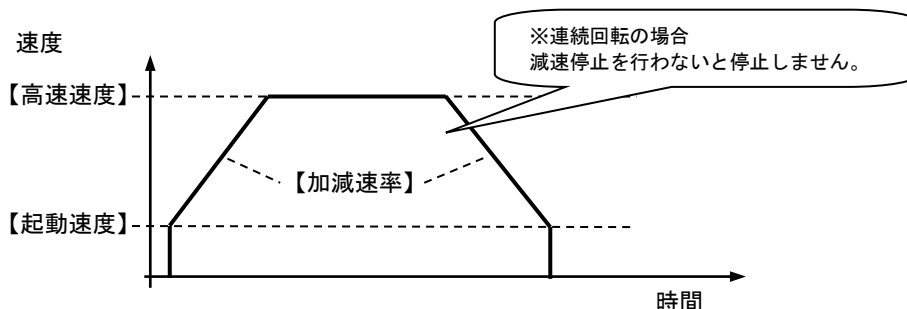 ※連続回転の場合
減速停止を行わないと停止しません。
速度
【高速速度】
【加減速率】
【起動速度】
時間